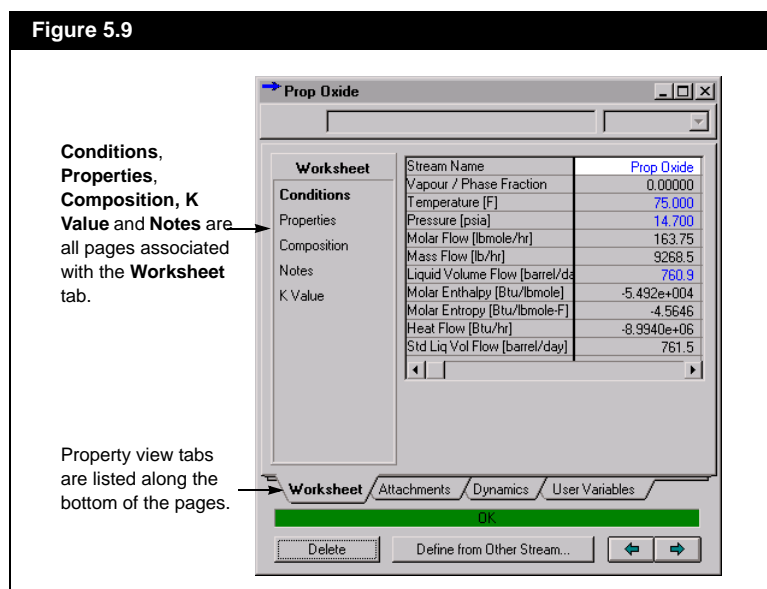 Figure 5.9
Prop Oxide
Conditions,
Properties,
Composition, K
Value and Notes are
all pages associated
with the Worksheet
tab.
Worksheet
Conditions
Properties
Composition
Notes
K Value
Stream Name Prop Oxide
Vapour / Phase Fraction 0.00000
Temperature [F] 75.000
Pressure [psia] 14.700
Molar Flow [lbmole/hr] 163.75
Mass Flow [lb/hr] 9268.5
Liquid Volume Flow [barrel/da 760.9
Molar Enthalpy [Btu/lbmole] -5.492e+004
Molar Entropy [Btu/lbmole-F] -4.5646
Heat Flow [Btu/hr] -8.9940e+06
Std Liq Vol Flow [barrel/day] 761.5
Property view tabs
are listed along the
bottom of the pages.
Worksheet Attachments Dynamics User Variables
OK
Delete Define from Other Stream...